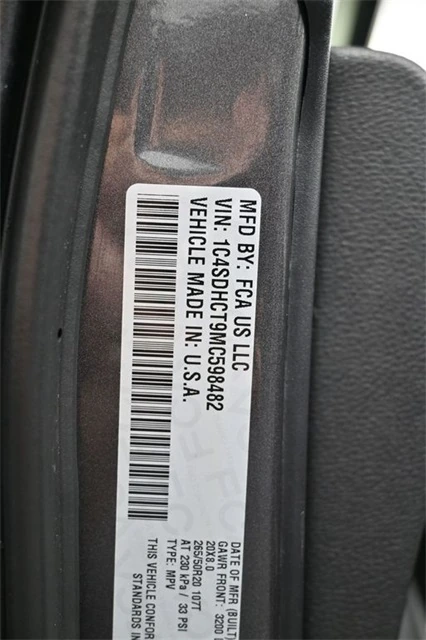 MFD BY: FCA US LLC
VIN: 1C4SDHCT9MC598482
VEHICLE MADE IN: U.S.A.
DATE OF MFR (BUILT)
GAWR FRONT: 3200
20X8.0
265/50R20 107T
AT 230 kPa / 33 PSI
TYPE: MPV
THIS VEHICLE CONFOR
STANDARDS IN